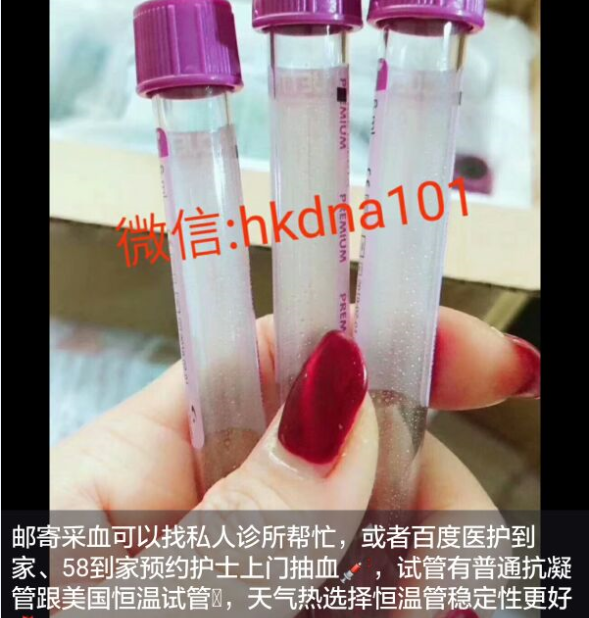 PREMIUM
PREMIUM
PREM
微信:hkdna101
邮寄采血可以找私人诊所帮忙，或者百度医护到
家、58到家预约护士上门抽血💉，试管有普通抗凝
管跟美国恒温试管，天气热选择恒温管稳定性更好